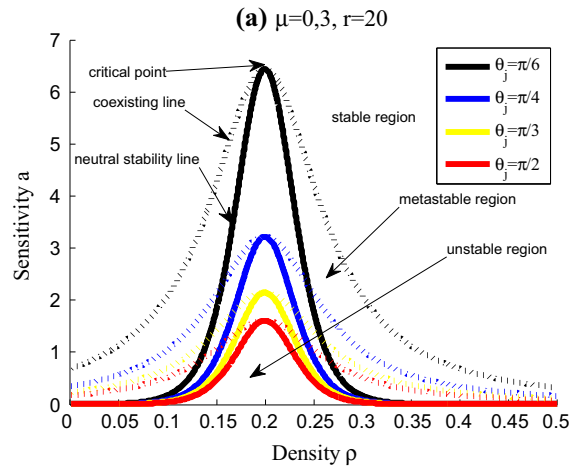 (a) μ=0,3, r=20
7
6
5
4
3
2
1
0
Sensitivity a
critical point
coexisting line
neutral stability line
stable region
metastable region
unstable region
θj=π/6
θj=π/4
θj=π/3
θj=π/2
0 0.05 0.1 0.15 0.2 0.25 0.3 0.35 0.4 0.45 0.5
Density ρ